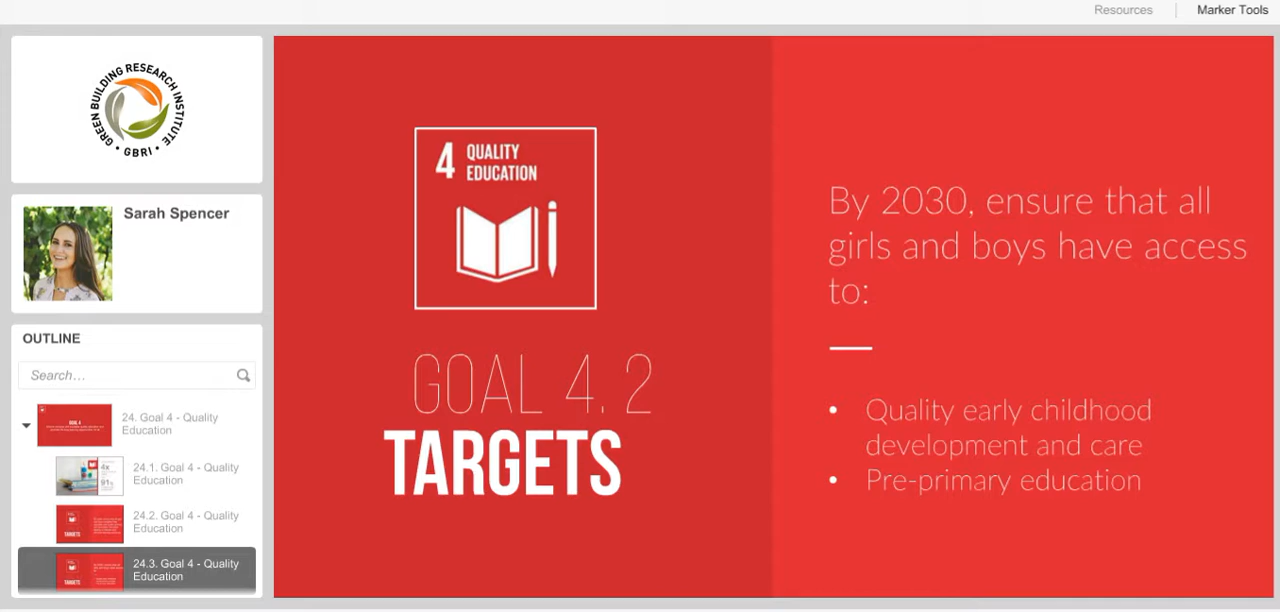 Resources
Marker Tools
GREEN BUILDING RESEARCH INSTITUTE
• GBRI •
Sarah Spencer
OUTLINE
Search...
24. Goal 4 - Quality
Education
24.1. Goal 4 - Quality
Education
24.2. Goal 4 - Quality
Education
24.3. Goal 4 - Quality
Education
4 QUALITY
EDUCATION
GOAL 4. 2
TARGETS
By 2030, ensure that all
girls and boys have access
to:
• Quality early childhood
development and care
• Pre-primary education